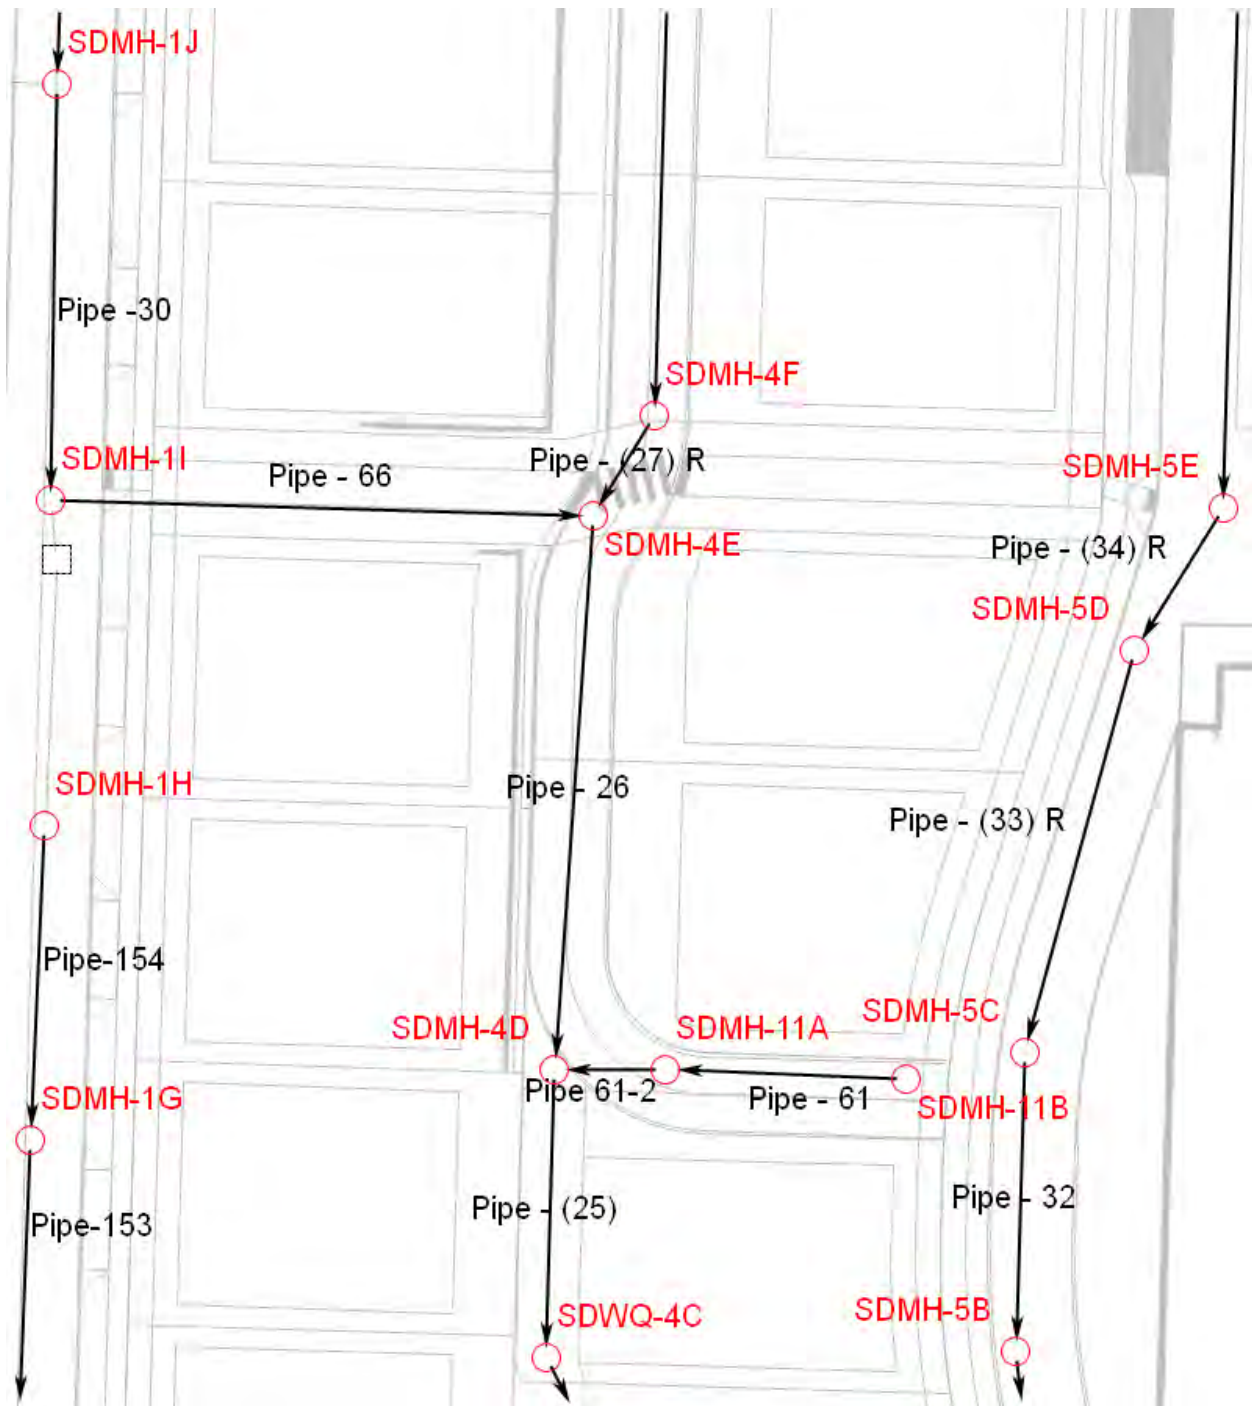 SDMH-1J
Pipe -30
SDMH-4F
SDMH-1I
Pipe - (27) R
SDMH-5E
Pipe - 66
SDMH-4E
Pipe - (34) R
SDMH-5D
SDMH-1H
Pipe - 26
Pipe - (33) R
Pipe-154
SDMH-5C
SDMH-4D
SDMH-11A
Pipe 61-2
Pipe - 61
SDMH-1G
SDMH-11B
Pipe - 32
Pipe - (25)
Pipe-153
SDWQ-4C
SDMH-5B